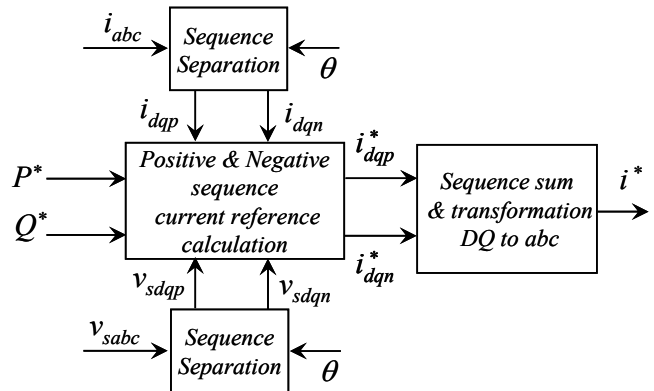 i_abc
Sequence
Separation
θ
i_dqp
i_dqn
P*
Q*
Positive & Negative
sequence
current reference
calculation
i*_dqp
i*_dqn
Sequence sum
& transformation
DQ to abc
i*
v_sdqp
v_sdqn
v_sabc
Sequence
Separation
θ